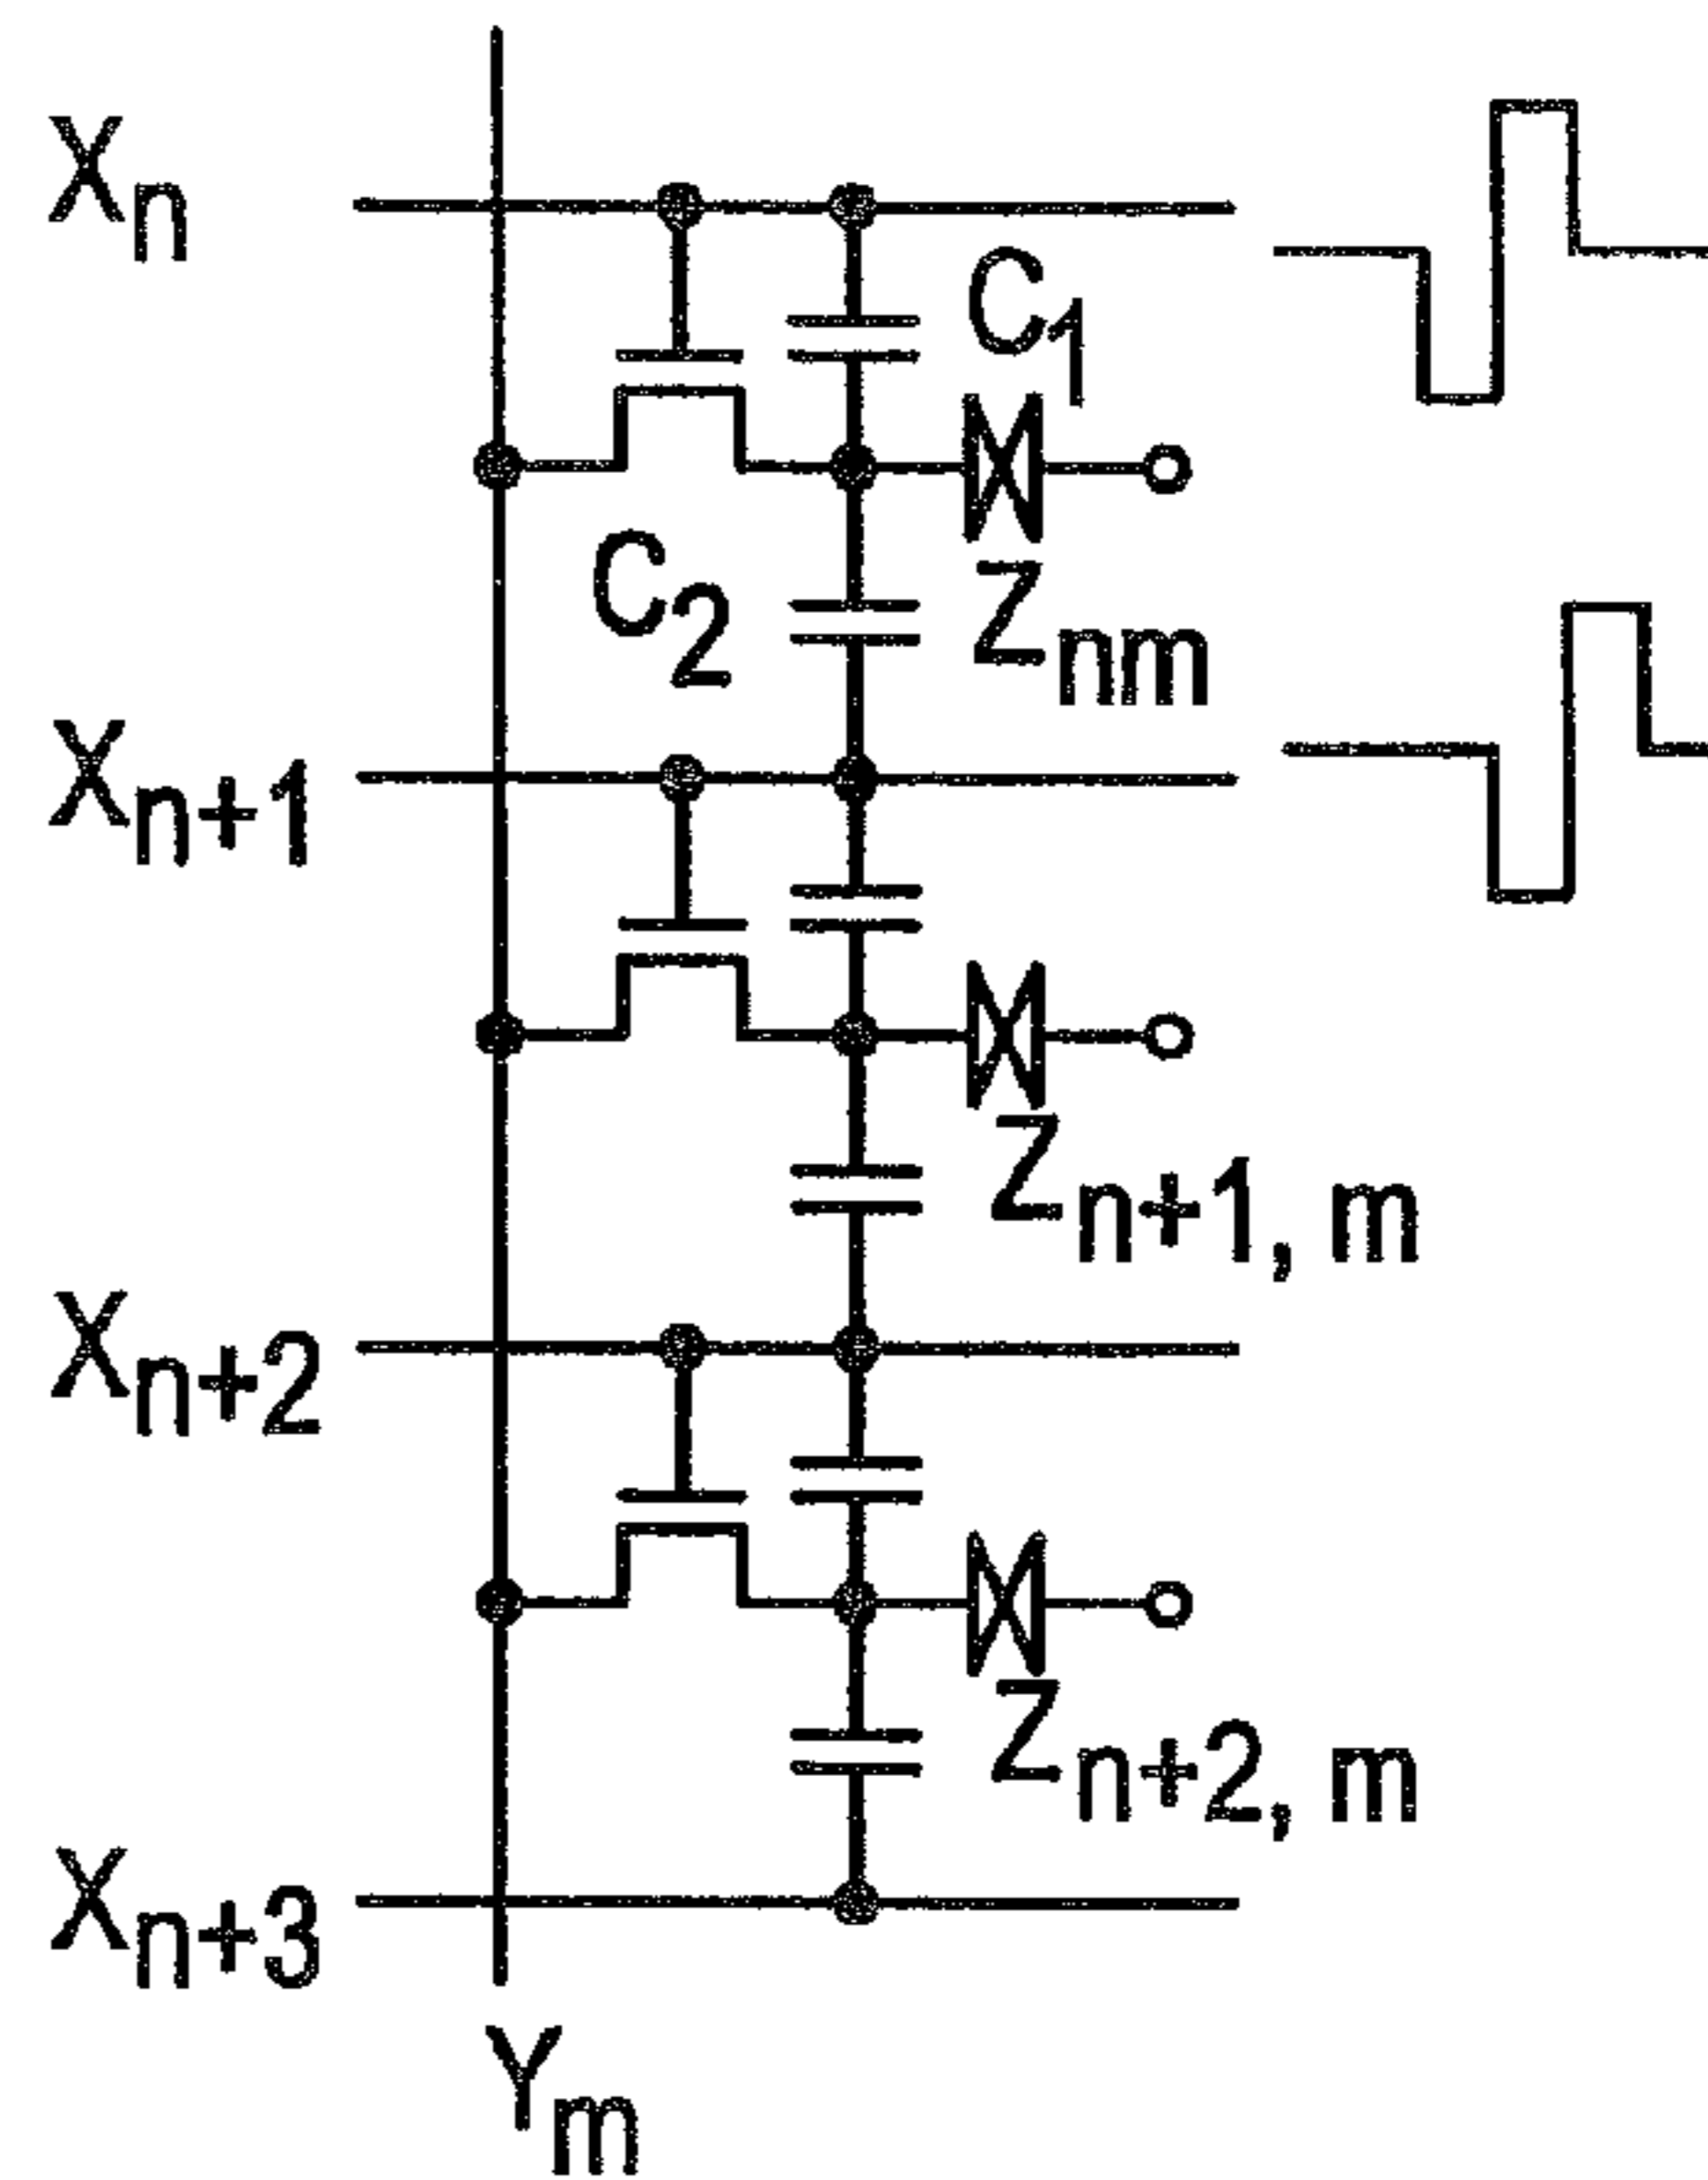 Xn
C1
C2
Znm
Xn+1
Zn+1, m
Xn+2
Zn+2, m
Xn+3
Ym